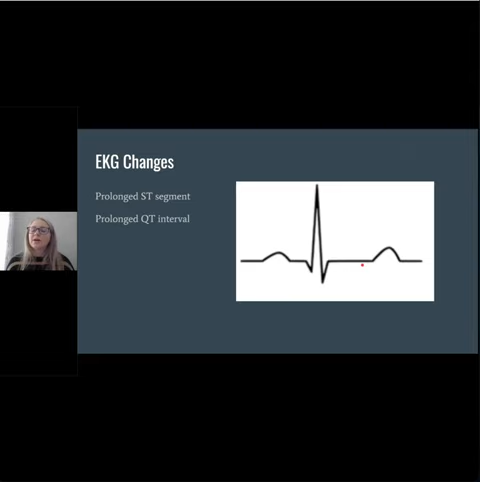 EKG Changes
Prolonged ST segment
Prolonged QT interval